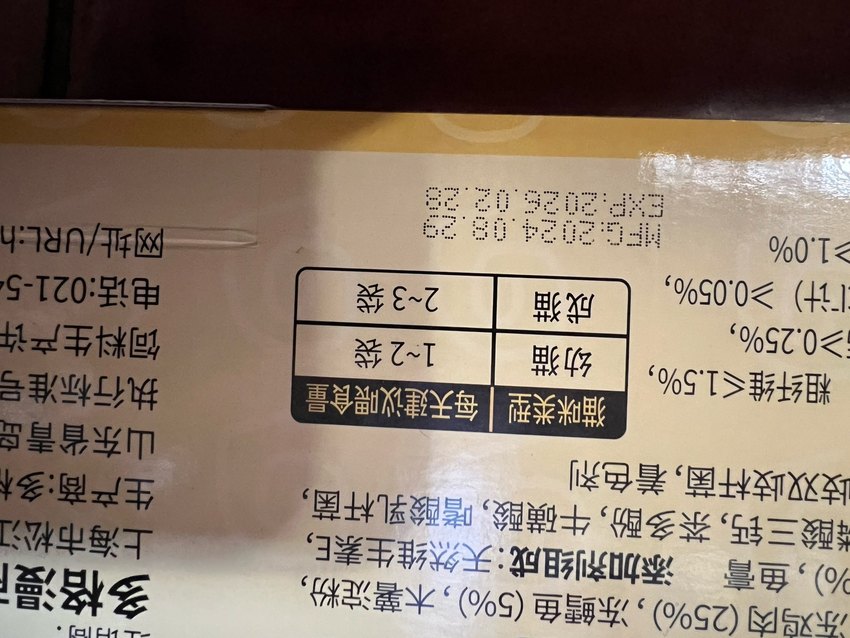 冻鸡肉 (25%), 冻鳕鱼 (5%), 木薯淀粉,
%), 鱼膏 添加剂组成: 天然维生素E,
磷酸三钙, 茶多酚, 牛磺酸, 嗜酸乳杆菌,
歧双歧杆菌, 着色剂
粗纤维≤1.5%,
≥0.25%,
计) ≥0.05%,
≥1.0%
猫咪类型 每天建议喂食量
幼猫 1~2 袋
成猫 2~3 袋
MFG:2024.08.29
EXP:2026.02.28
多格漫
上海市松江
生产商:多格
山东省青岛
执行标准号
饲料生产许
电话:021-5
网址/URL:h